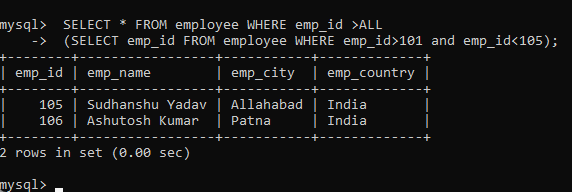 mysql>  SELECT * FROM employee WHERE emp_id >ALL
    ->  (SELECT emp_id FROM employee WHERE emp_id>101 and emp_id<105);
+--------+----------------+-----------+-------------+
| emp_id | emp_name       | emp_city  | emp_country |
+--------+----------------+-----------+-------------+
|    105 | Sudhanshu Yadav | Allahabad | India       |
|    106 | Ashutosh Kumar  | Patna     | India       |
+--------+----------------+-----------+-------------+
2 rows in set (0.00 sec)
mysql>